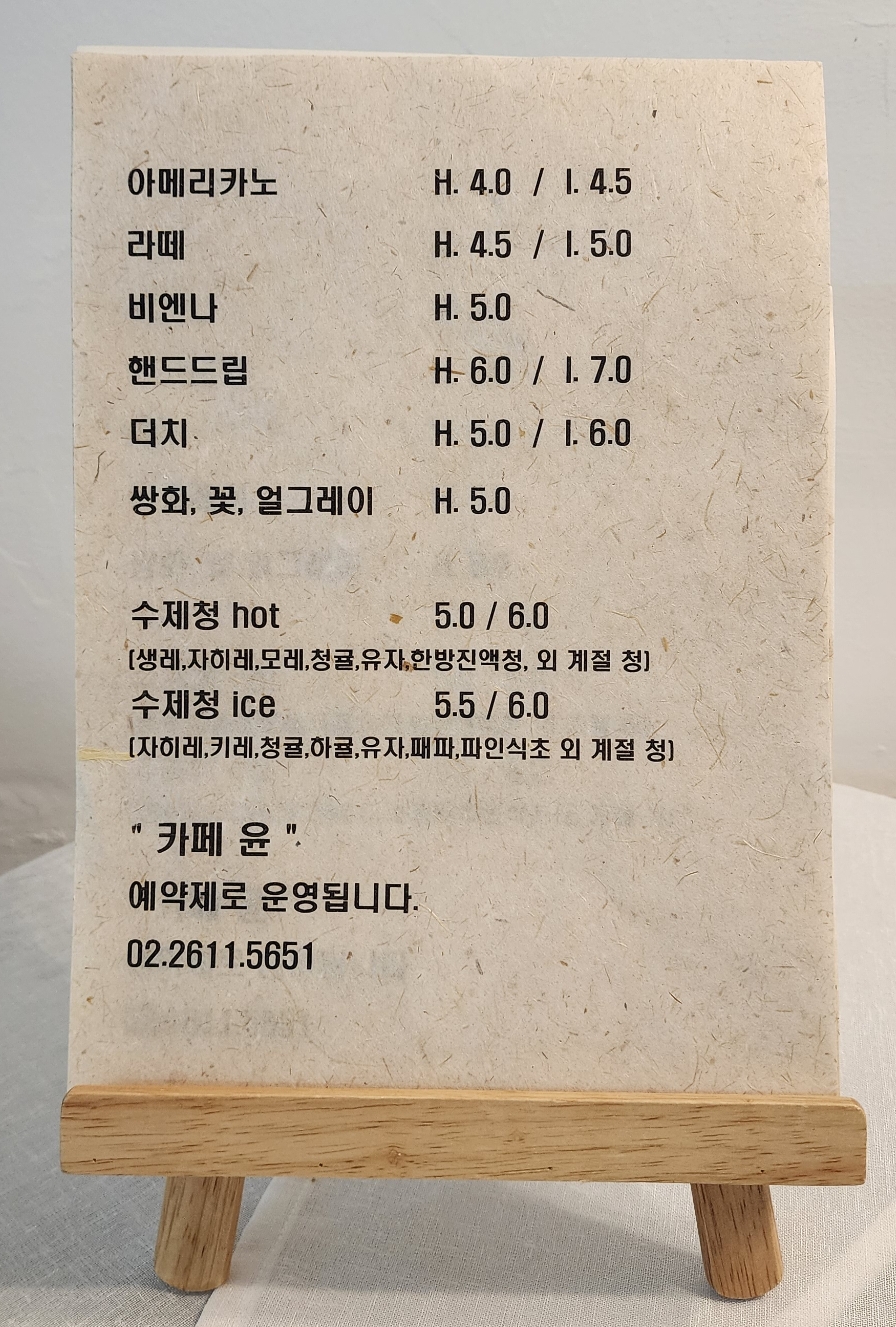 아메리카노 H. 4.0 / I. 4.5
라떼 H. 4.5 / I. 5.0
비엔나 H. 5.0
핸드드립 H. 6.0 / I. 7.0
더치 H. 5.0 / I. 6.0
쌍화, 꽃, 얼그레이 H. 5.0
수제청 hot 5.0 / 6.0
(생레,자히레,모레,청귤,유자,한방진액청, 외 계절 청)
수제청 ice 5.5 / 6.0
(자히레,키레,청귤,하귤,유자,패파,파인식초 외 계절 청)
" 카페 윤 "
예약제로 운영됩니다.
02.2611.5651